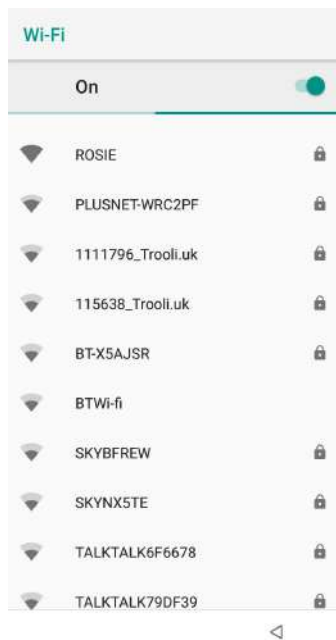 Wi-Fi
On
ROSIE
PLUSNET-WRC2PF
1111796_Trooli.uk
115638_Trooli.uk
BT-X5AJSR
BTWi-fi
SKYBFREW
SKYNX5TE
TALKTALK6F6678
TALKTALK79DF39